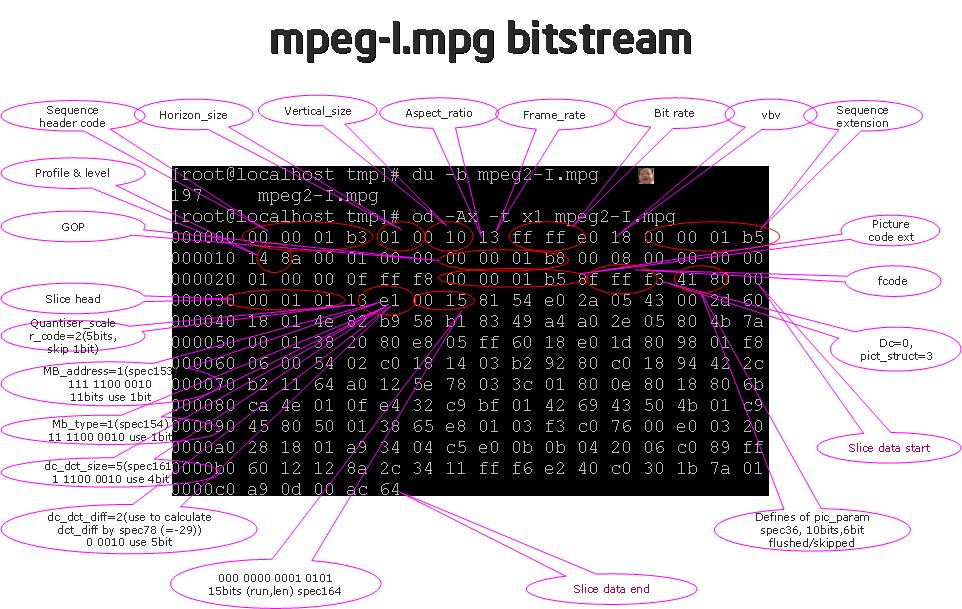 mpeg-I.mpg bitstream
Sequence
header code
Horizon_size
Vertical_size
Aspect_ratio
Frame_rate
Bit rate
vbv
Sequence
extension
Profile & level
GOP
Slice head
Quantiser_scale
r_code=2(5bits,
skip 1bit)
MB_address=1(spec153
111 1100 0010
11bits use 1bit
Mb_type=1(spec154)
11 1100 0010 use 1bit
dc_dct_size=5(spec161
1 1100 0010 use 4bit
dc_dct_diff=2(use to calculate
dct_diff by spec78 (=-29))
0 0010 use 5bit
[root@localhost tmp]# du -b mpeg2-I.mpg
197 mpeg2-I.mpg
[root@localhost tmp]# od -Ax -t x1 mpeg2-I.mpg
000000 00 00 01 b3 01 00 10 13 ff ff e0 18 00 00 01 b5
000010 14 8a 00 01 00 00 00 00 01 b8 00 08 00 00 00 00
000020 01 00 00 0f ff f8 00 00 01 b5 8f ff f3 41 80 00
000030 00 01 01 13 e1 00 15 81 54 e0 2a 05 43 00 2d 60
000040 18 01 4e 82 b9 58 b1 83 49 a4 a0 2e 05 80 4b 7a
000050 00 01 38 20 80 e8 05 ff 60 18 e0 1d 80 98 01 f8
000060 06 00 54 02 c0 18 14 03 b2 92 80 c0 18 94 42 2c
000070 b2 11 64 a0 12 5e 78 03 3c 01 80 0e 80 18 80 6b
000080 ca 4e 01 0f e4 32 c9 bf 01 42 69 43 50 4b 01 c9
000090 45 80 50 01 38 65 e8 01 03 f3 c0 76 00 e0 03 20
0000a0 28 18 01 a9 34 04 c5 e0 0b 0b 04 20 06 c0 89 ff
0000b0 60 12 12 8a 2c 34 11 ff f6 e2 40 c0 30 1b 7a 01
0000c0 a9 0d 00 ac 64
Picture
code ext
fcode
Dc=0,
pict_struct=3
Slice data start
Defines of pic_param
spec36, 10bits,6bit
flushed/skipped
000 0000 0001 0101
15bits (run,len) spec164
Slice data end